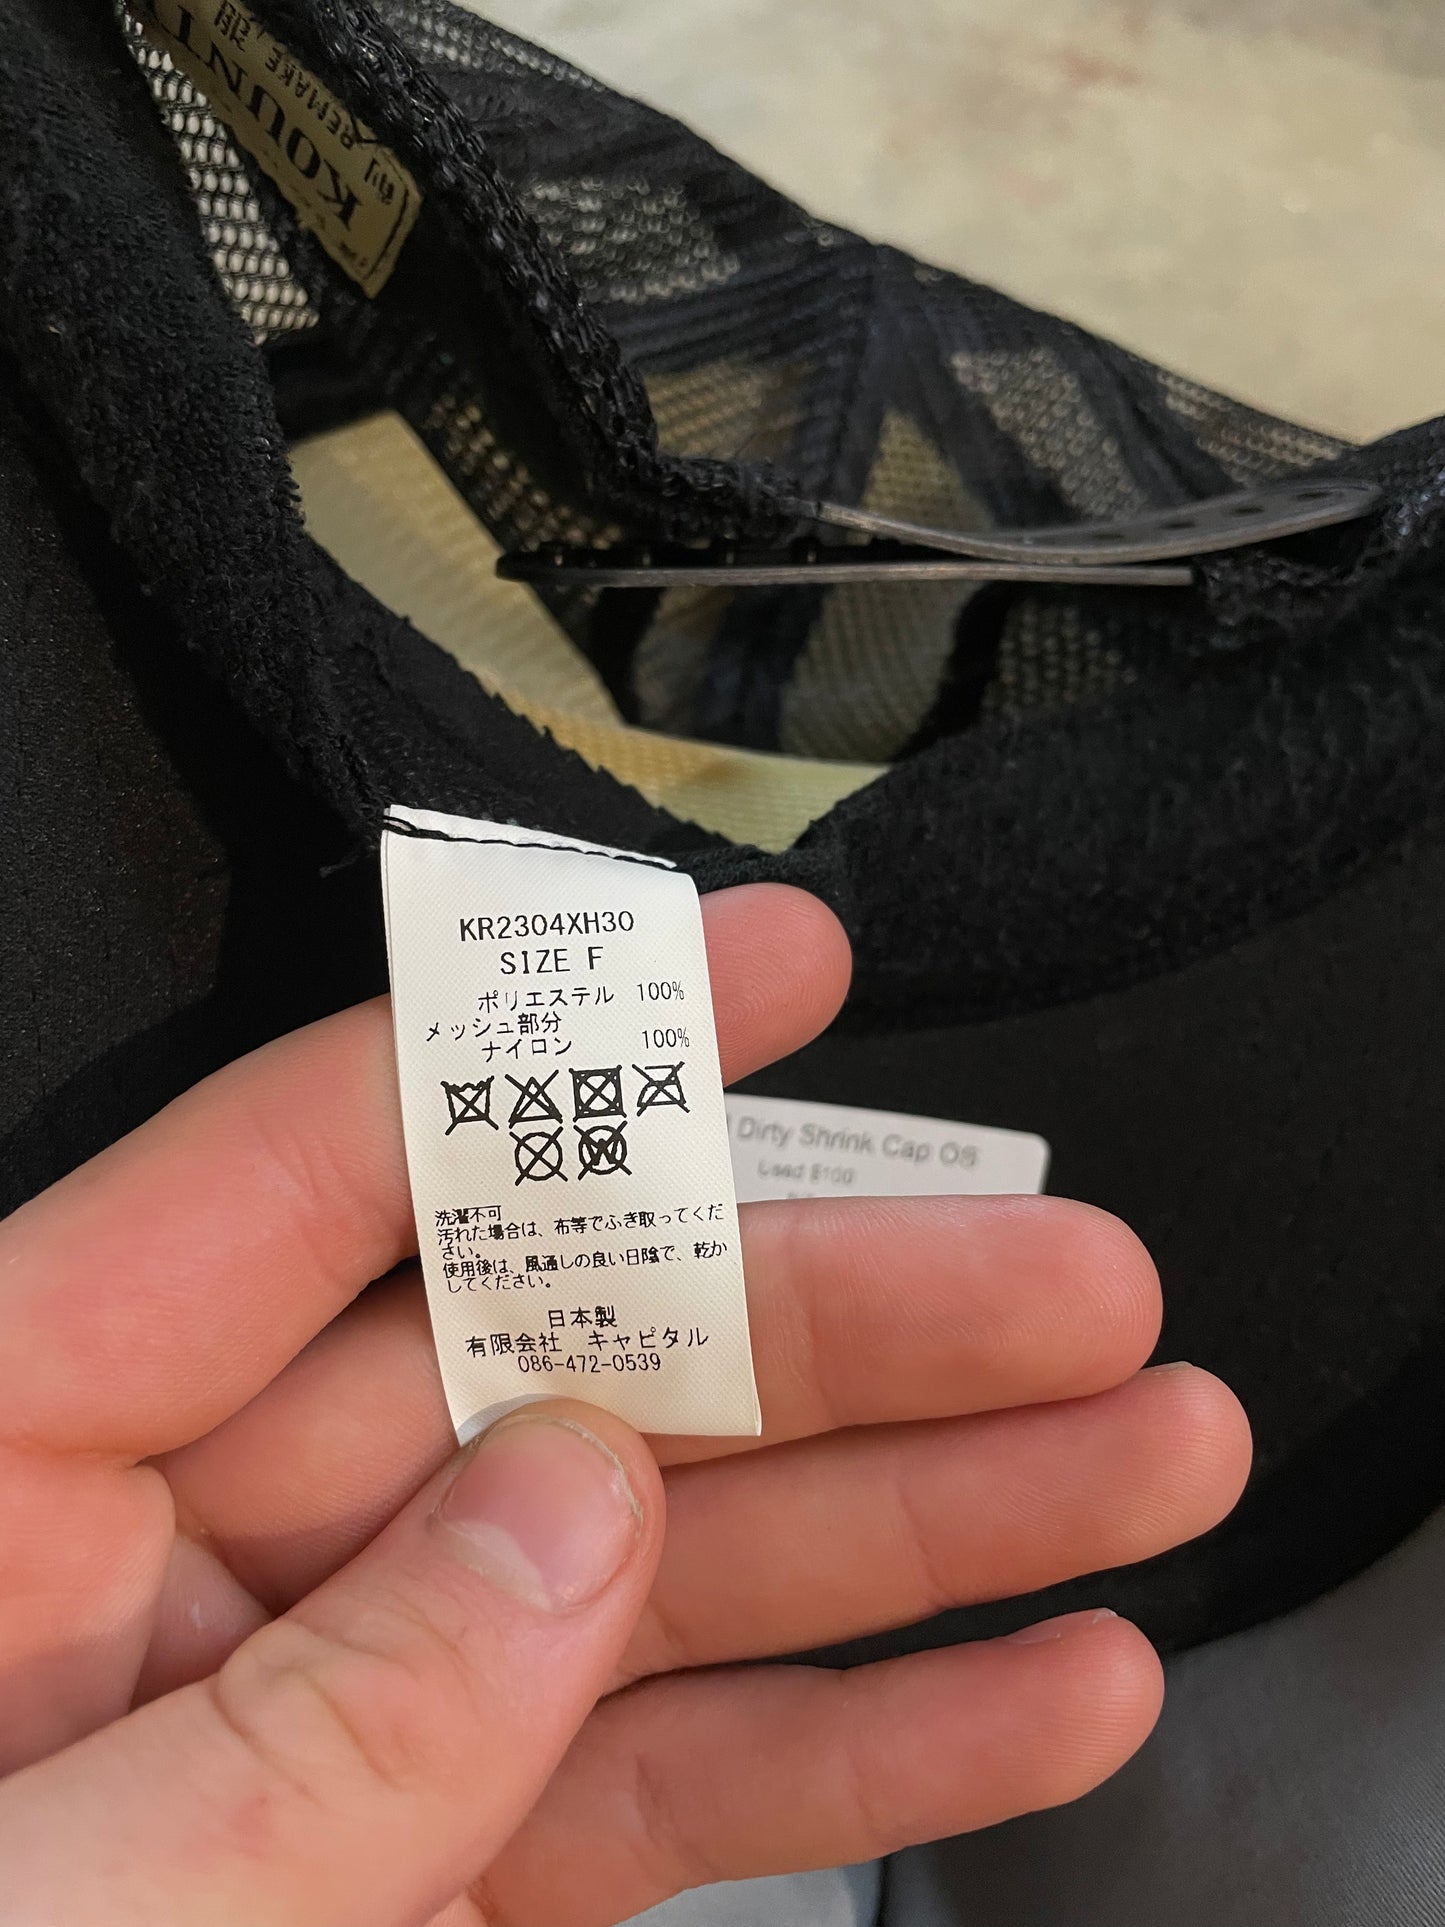 KOUNT
REMAKE 服
KR2304XH30
SIZE F
ポリエステル 100%
メッシュ部分
ナイロン 100%
洗濯不可
汚れた場合は、布等でふき取ってくだ
さい。
使用後は、風通しの良い日陰で、乾か
してください。
日本製
有限会社 キャピタル
086-472-0539
Dirty Shrink Cap OS
Used $100